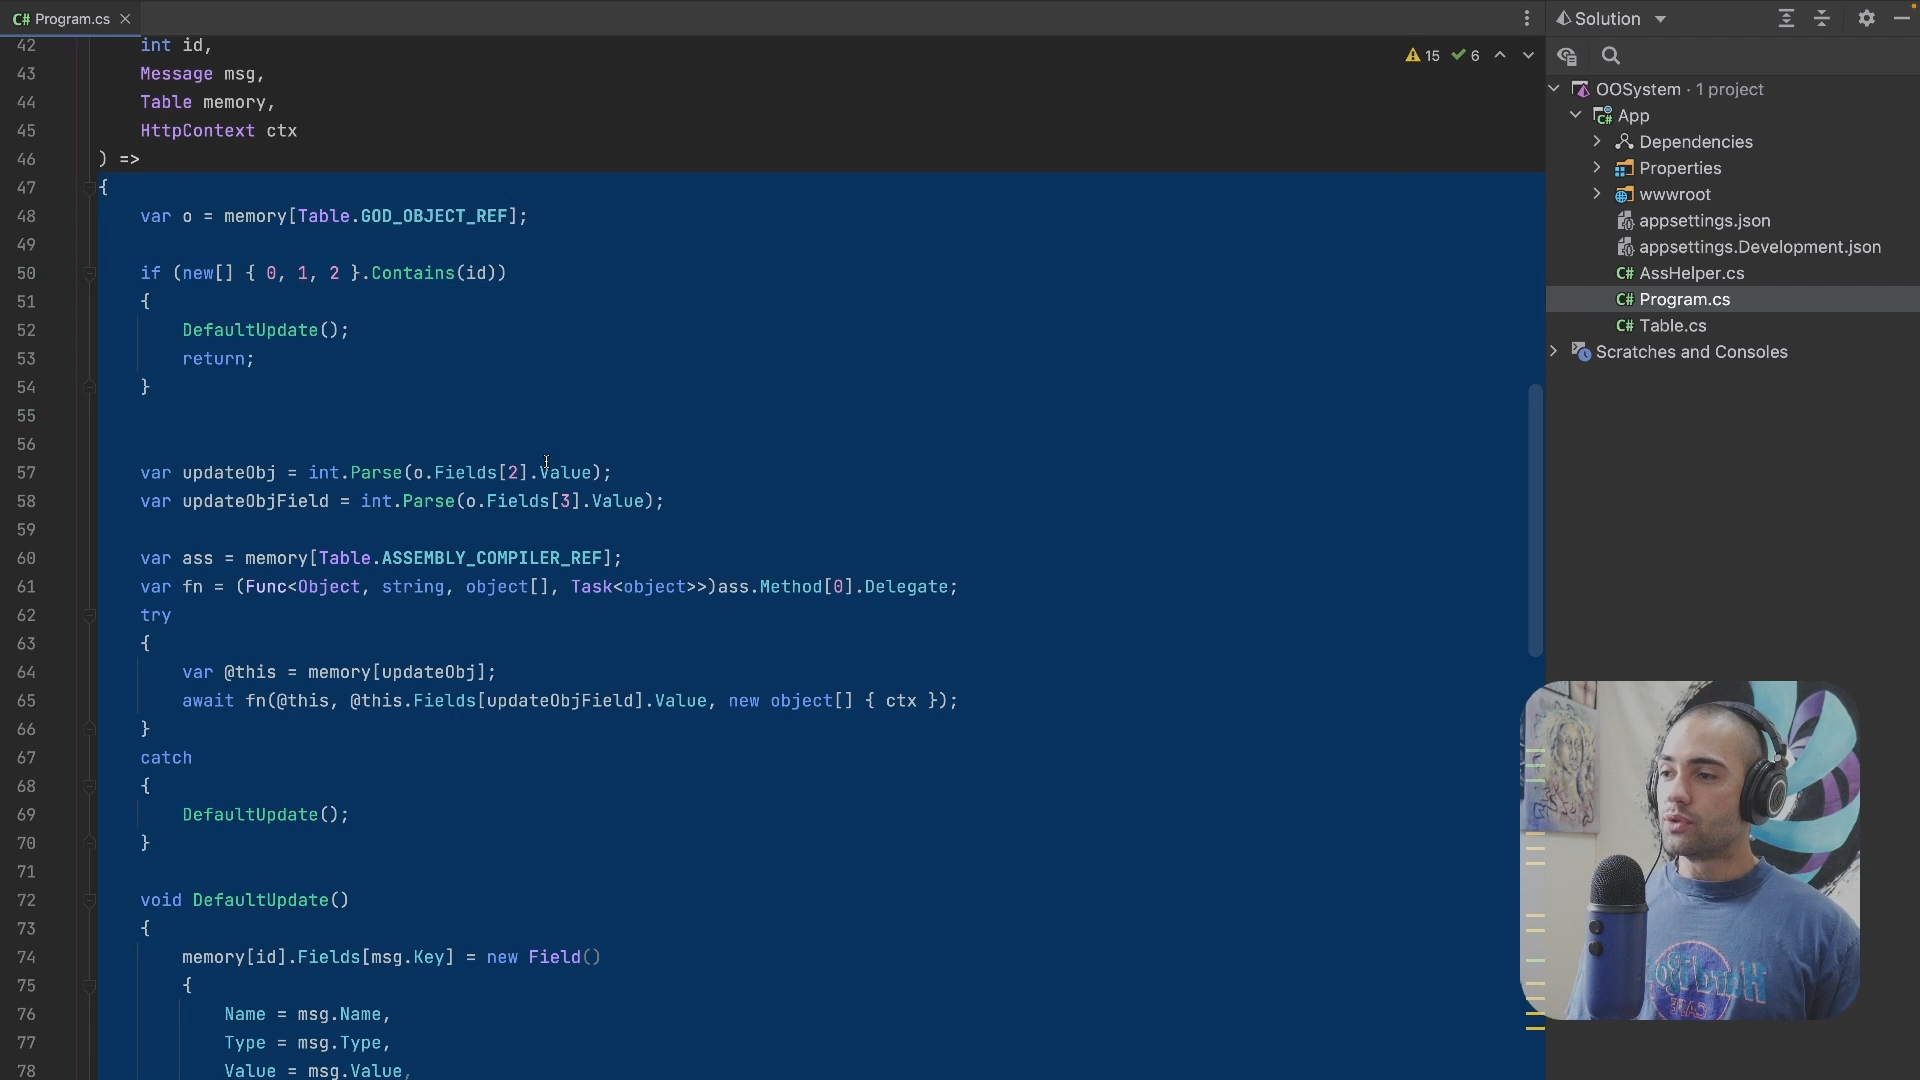 C# Program.cs
Solution
42 int id,
43 Message msg,
44 Table memory,
45 HttpContext ctx
46 ) =>
47 {
48 var o = memory[Table.GOD_OBJECT_REF];
49
50 if (new[] { 0, 1, 2 }.Contains(id))
51 {
52 DefaultUpdate();
53 return;
54 }
55
56
57 var updateObj = int.Parse(o.Fields[2].Value);
58 var updateObjField = int.Parse(o.Fields[3].Value);
59
60 var ass = memory[Table.ASSEMBLY_COMPILER_REF];
61 var fn = (Func<Object, string, object[], Task<object>>)ass.Method[0].Delegate;
62 try
63 {
64 var @this = memory[updateObj];
65 await fn(@this, @this.Fields[updateObjField].Value, new object[] { ctx });
66 }
67 catch
68 {
69 DefaultUpdate();
70 }
71
72 void DefaultUpdate()
73 {
74 memory[id].Fields[msg.Key] = new Field()
75 {
76 Name = msg.Name,
77 Type = msg.Type,
78 Value = msg.Value,
15 6
OOSystem · 1 project
C# App
Dependencies
Properties
wwwroot
appsettings.json
appsettings.Development.json
C# AssHelper.cs
C# Program.cs
C# Table.cs
Scratches and Consoles